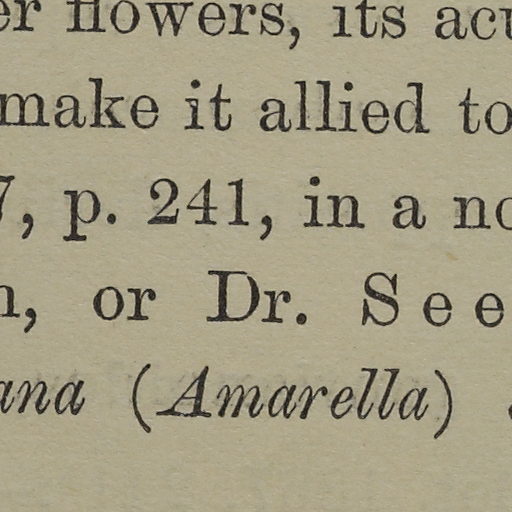 er flowers, its acu
make it allied to
7, p. 241, in a no
n, or Dr. See
ana (Amarella)